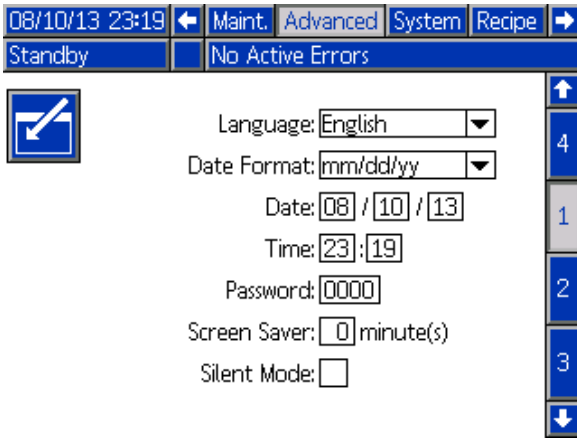 08/10/13 23:19 Maint. Advanced System Recipe
Standby No Active Errors
4
Language: English
Date Format: mm/dd/yy
Date: 08 / 10 / 13
1
Time: 23 : 19
Password: 0000
2
Screen Saver: 0 minute(s)
Silent Mode:
3